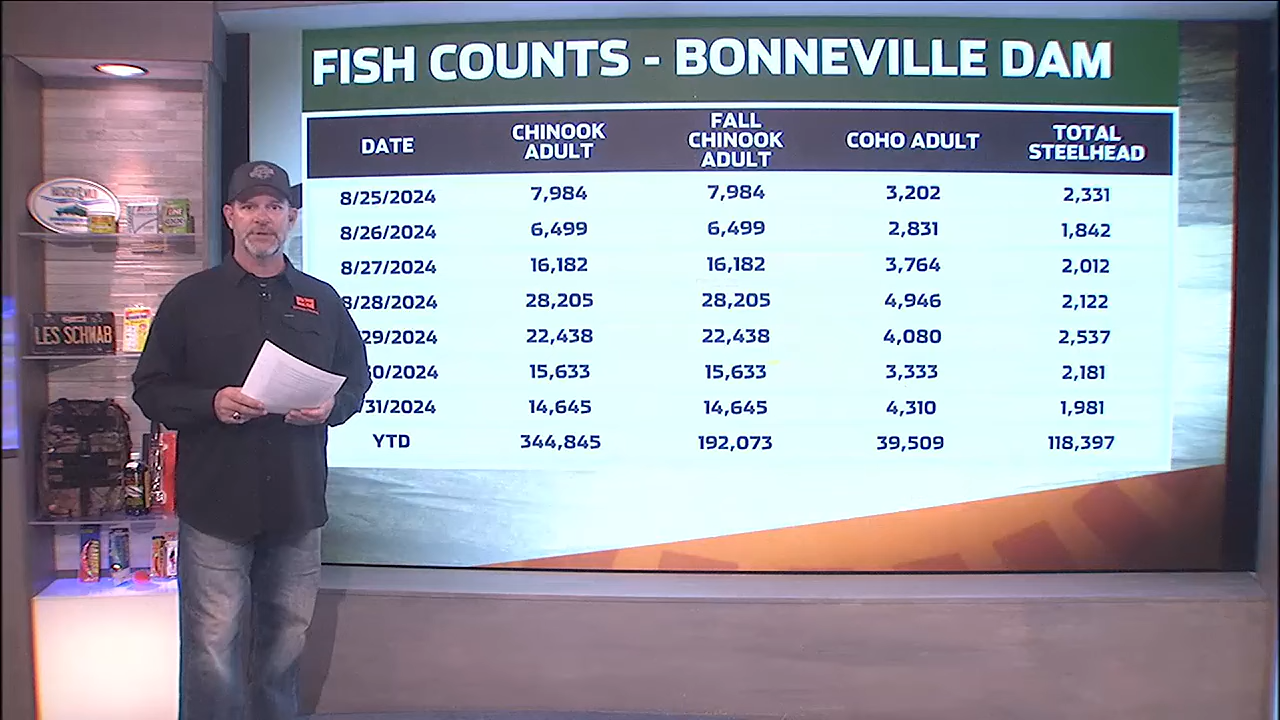 FISH COUNTS - BONNEVILLE DAM
DATE CHINOOK ADULT FALL CHINOOK ADULT COHO ADULT TOTAL STEELHEAD
8/25/2024 7,984 7,984 3,202 2,331
8/26/2024 6,499 6,499 2,831 1,842
8/27/2024 16,182 16,182 3,764 2,012
8/28/2024 28,205 28,205 4,946 2,122
29/2024 22,438 22,438 4,080 2,537
0/2024 15,633 15,633 3,333 2,181
/31/2024 14,645 14,645 4,310 1,981
YTD 344,845 192,073 39,509 118,397
LES SCHWAB